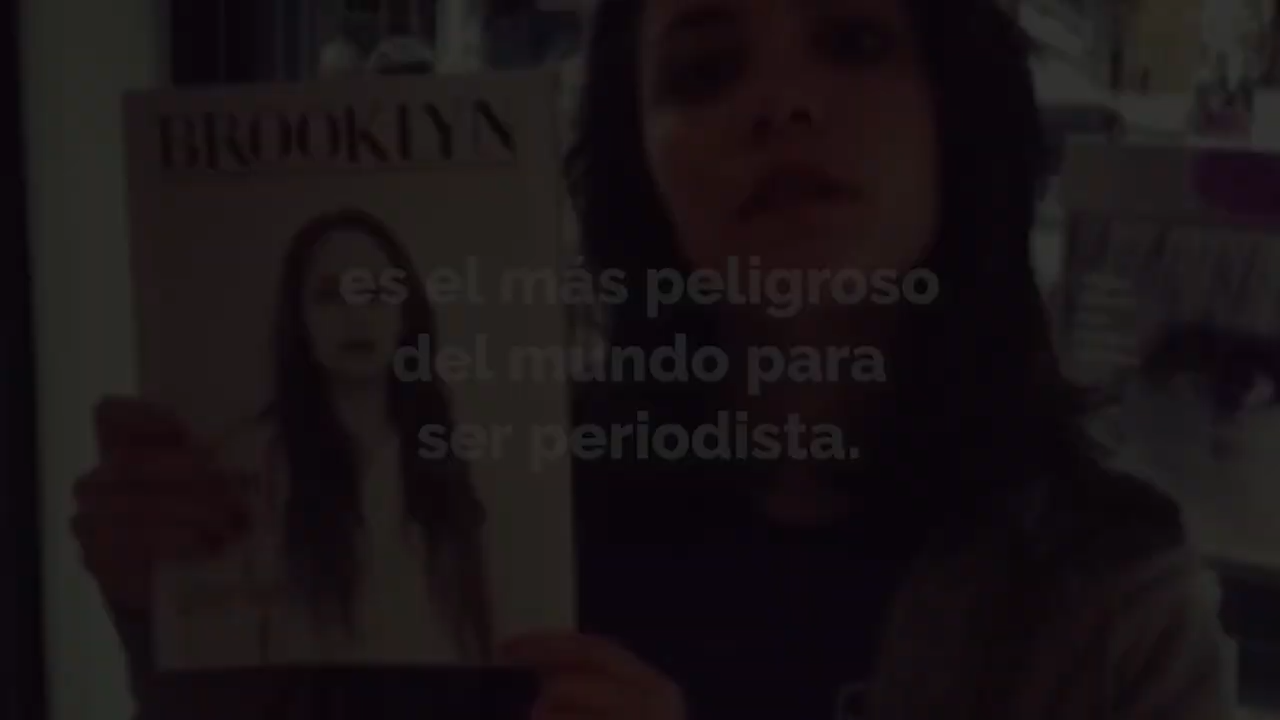 BROOKLYN
es el más peligroso
del mundo para
ser periodista.